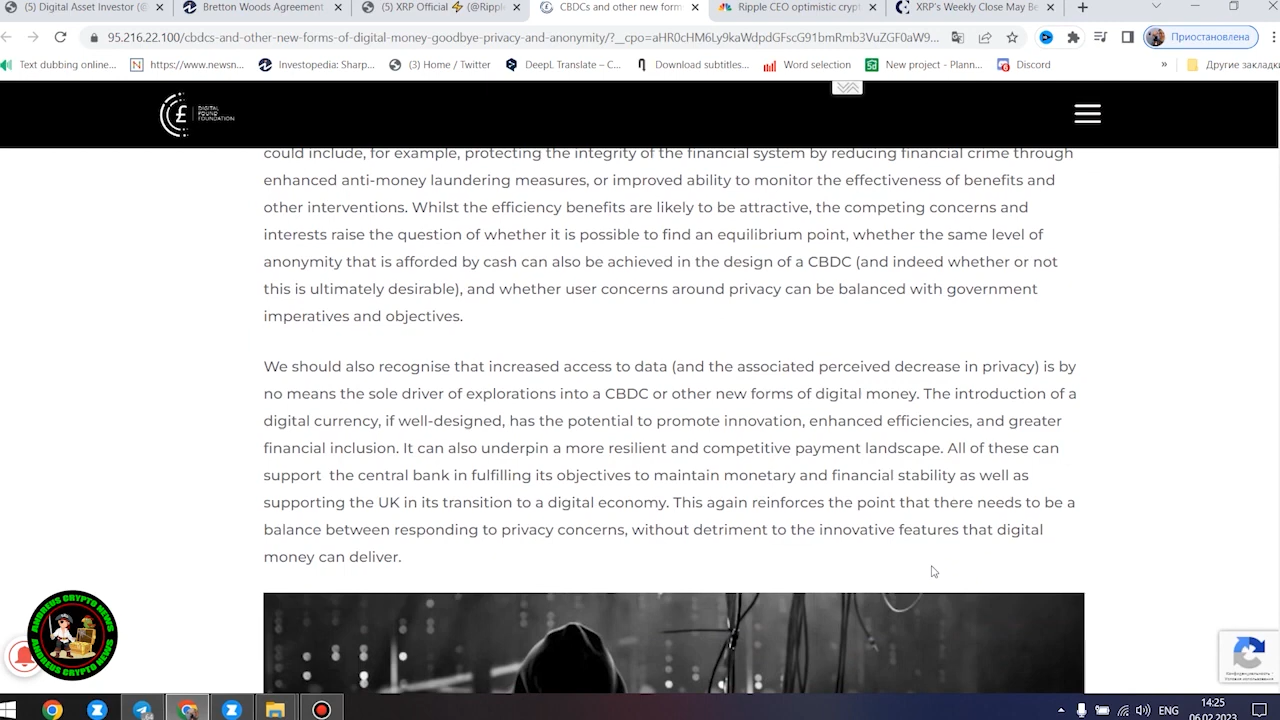 (5) Digital Asset Investor (@
Bretton Woods Agreement
(5) XRP Official ⚡ (@Ripple
CBDCs and other new form
Ripple CEO optimistic crypt
XRP's Weekly Close May Be
95.216.22.100/cbdcs-and-other-new-forms-of-digital-money-goodbye-privacy-and-anonymity/?__cpo=aHR0cHM6Ly9kaWdpdGFscG91bmRmb3VuZGF0aW9...
Приостановлена
Text dubbing online...
https://www.newsn...
Investopedia: Sharp...
(3) Home / Twitter
DeepL Translate – C...
Download subtitles...
Word selection
New project - Plann...
Discord
»
Другие закладки
DIGITAL
POUND
FOUNDATION
could include, for example, protecting the integrity of the financial system by reducing financial crime through
enhanced anti-money laundering measures, or improved ability to monitor the effectiveness of benefits and
other interventions. Whilst the efficiency benefits are likely to be attractive, the competing concerns and
interests raise the question of whether it is possible to find an equilibrium point, whether the same level of
anonymity that is afforded by cash can also be achieved in the design of a CBDC (and indeed whether or not
this is ultimately desirable), and whether user concerns around privacy can be balanced with government
imperatives and objectives.
We should also recognise that increased access to data (and the associated perceived decrease in privacy) is by
no means the sole driver of explorations into a CBDC or other new forms of digital money. The introduction of a
digital currency, if well-designed, has the potential to promote innovation, enhanced efficiencies, and greater
financial inclusion. It can also underpin a more resilient and competitive payment landscape. All of these can
support the central bank in fulfilling its objectives to maintain monetary and financial stability as well as
supporting the UK in its transition to a digital economy. This again reinforces the point that there needs to be a
balance between responding to privacy concerns, without detriment to the innovative features that digital
money can deliver.
ANDREUS CRYPTO NEWS
ANDREUS CRYPTO NEWS
Конфиденциальность -
Условия использования
ENG
14:25
06.02.2023